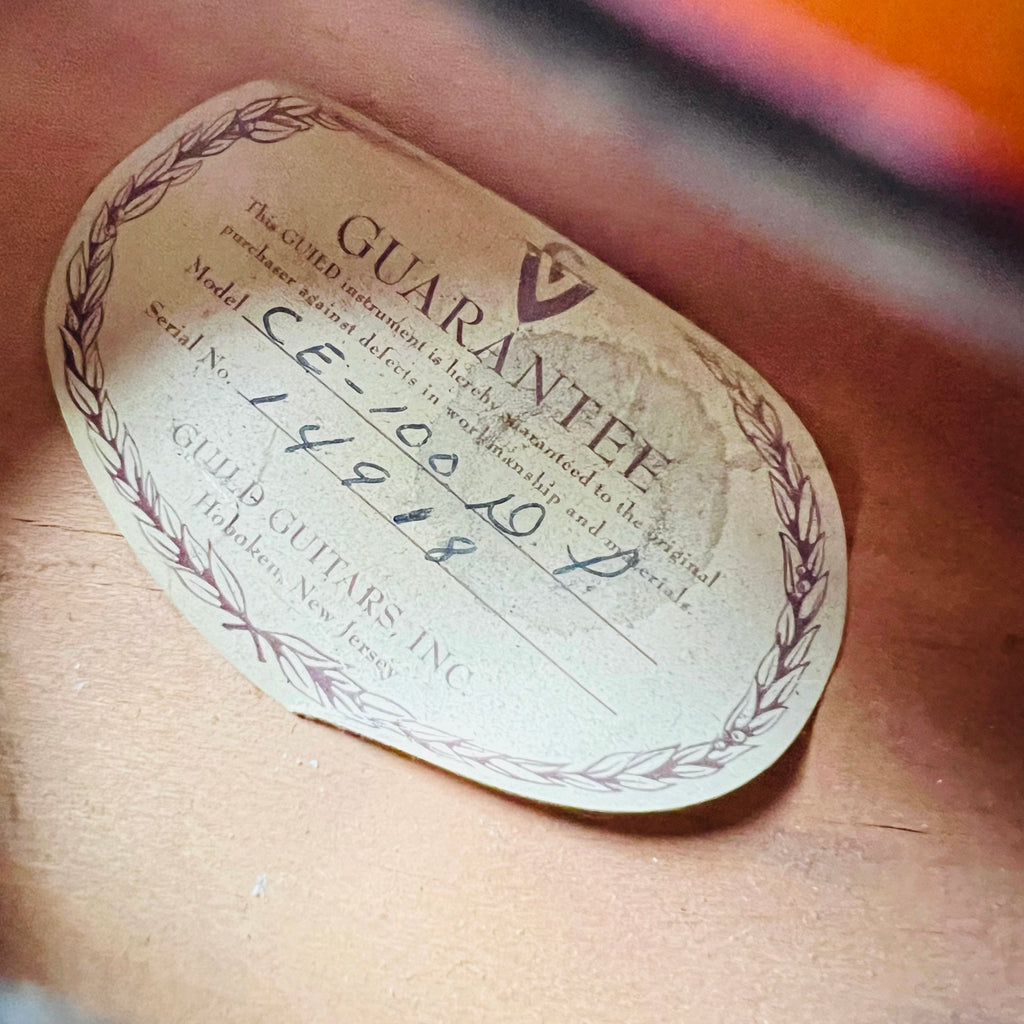 G
GUARANTEE
This GUILD instrument is hereby guaranteed to the original
purchaser against defects in workmanship and materials.
Model CE-100 D.P
Serial No. 14918
GUILD GUITARS, INC.
Hoboken, New Jersey